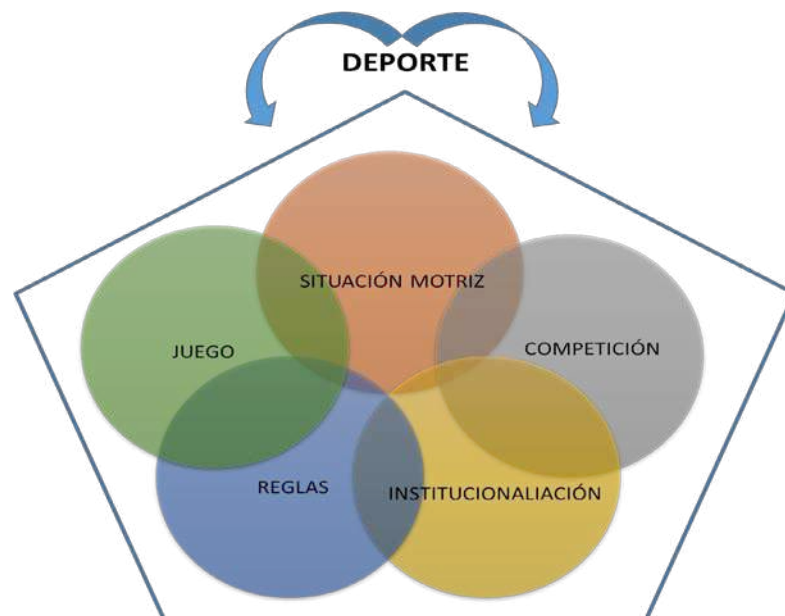 DEPORTE
SITUACIÓN MOTRIZ
JUEGO
COMPETICIÓN
REGLAS
INSTITUCIONALIACIÓN